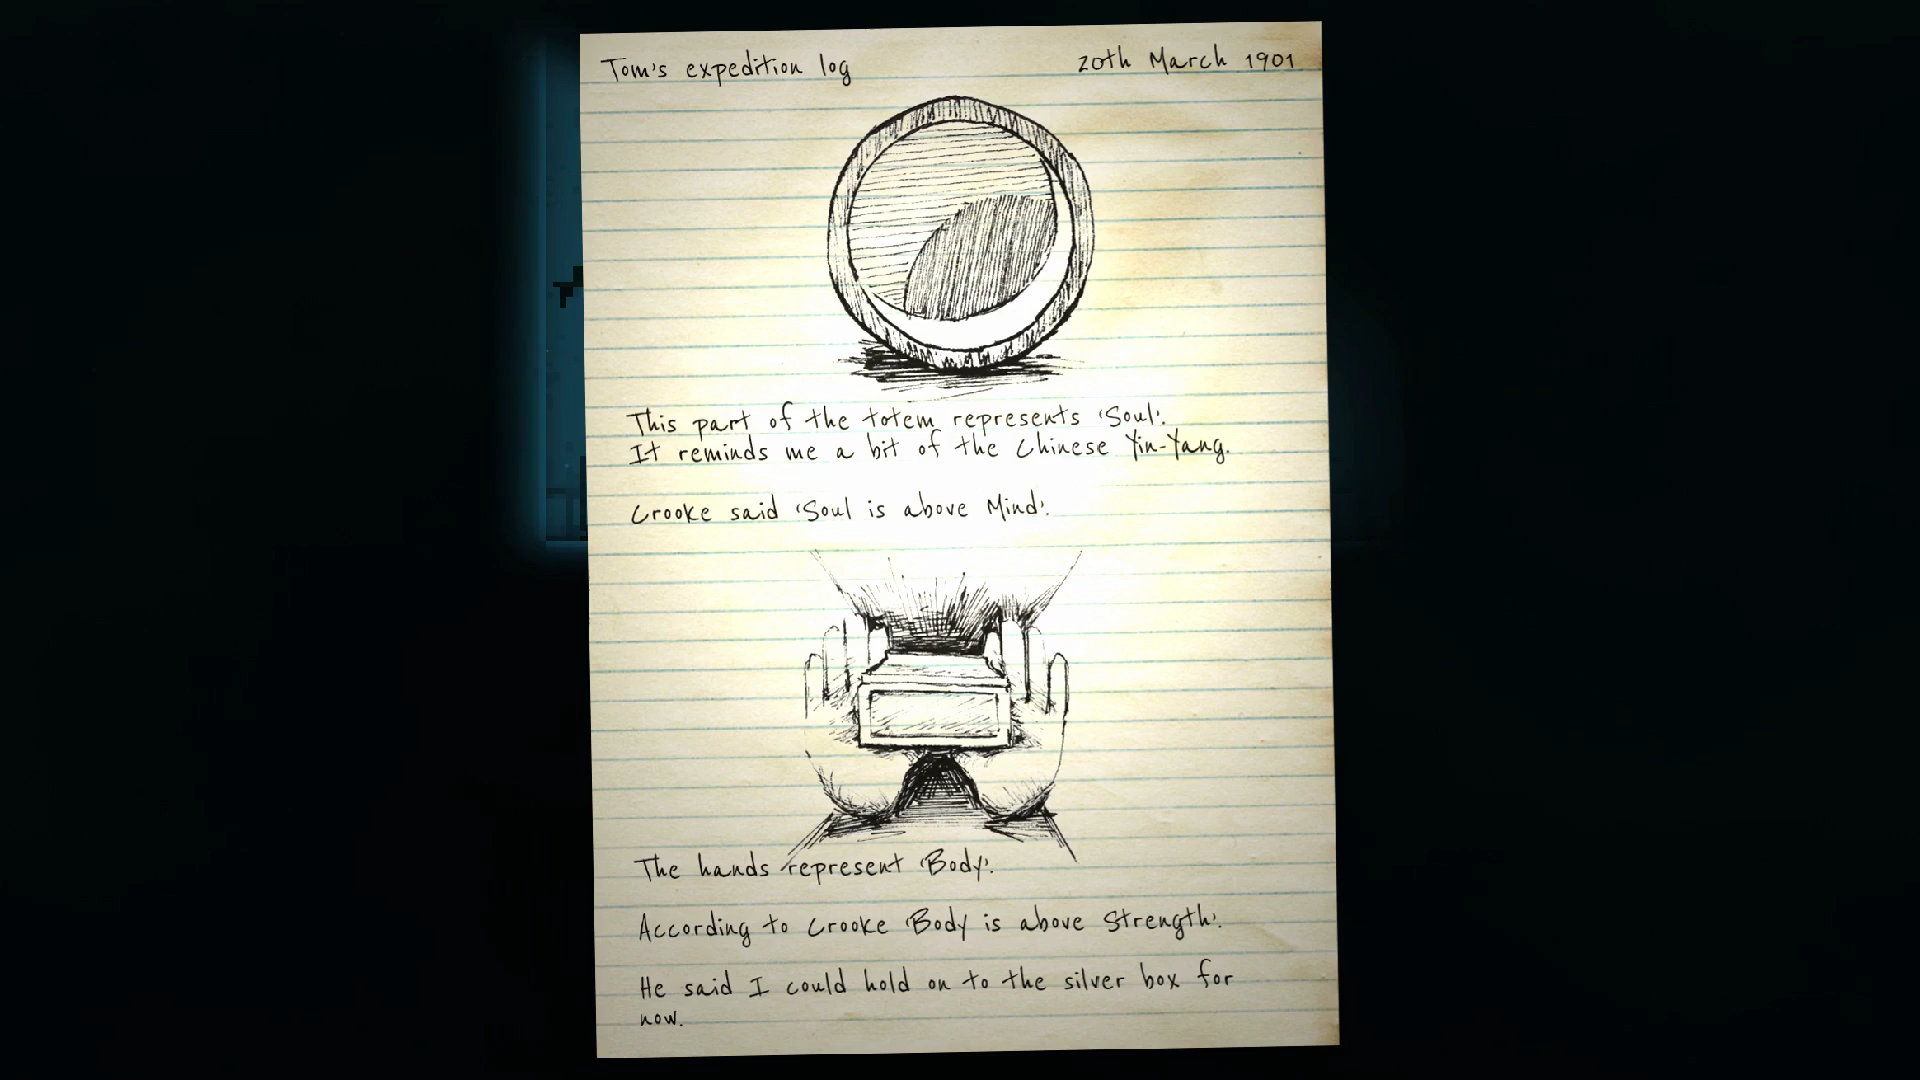 Tom's expedition log
20th March 1901
This part of the totem represents 'Soul'.
It reminds me a bit of the Chinese Yin-Yang.
Crooke said 'Soul is above Mind'.
The hands represent 'Body'.
According to Crooke 'Body is above Strength'.
He said I could hold on to the silver box for
now.